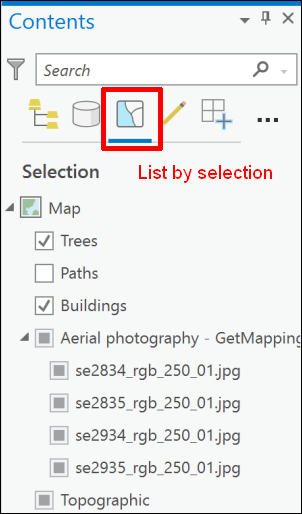 Contents
Search
List by selection
Selection
Map
Trees
Paths
Buildings
Aerial photography - GetMapping
se2834_rgb_250_01.jpg
se2835_rgb_250_01.jpg
se2934_rgb_250_01.jpg
se2935_rgb_250_01.jpg
Topographic